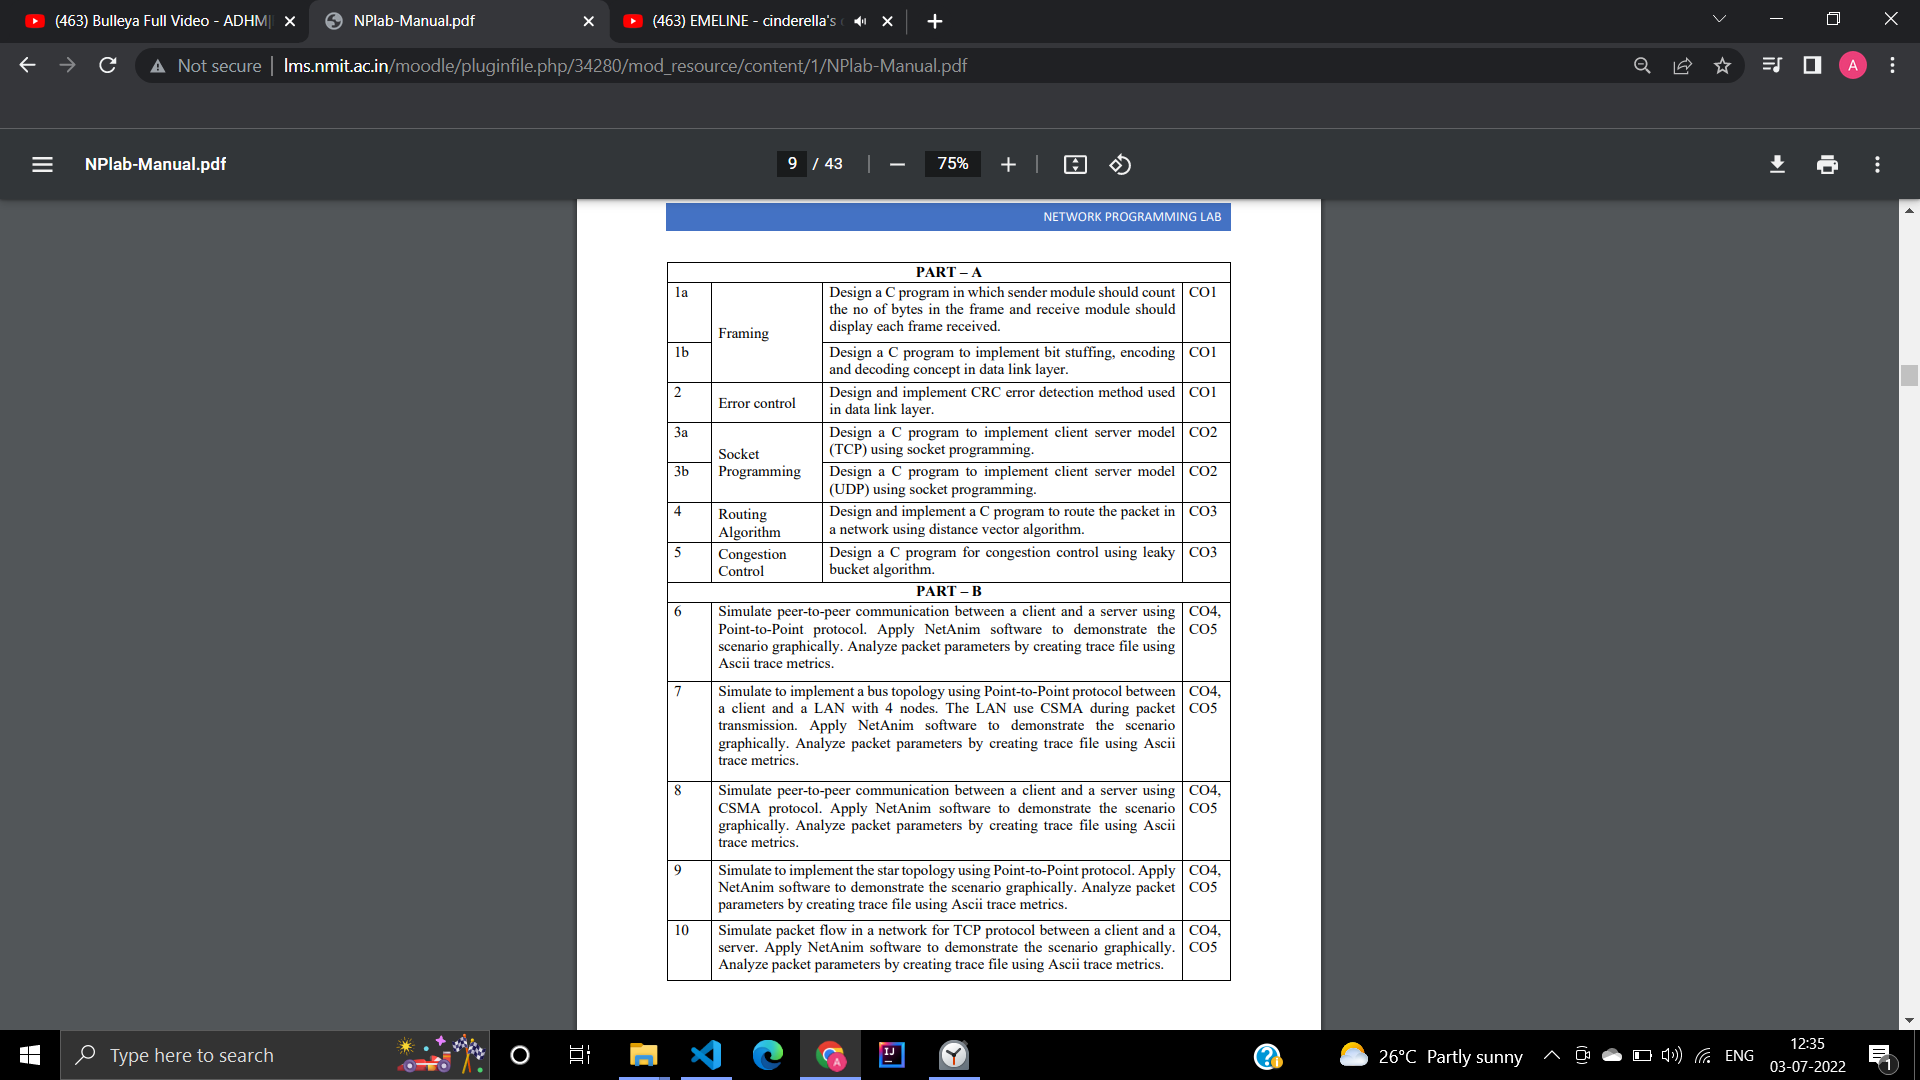 (463) Bulleya Full Video - ADHM
NPlab-Manual.pdf
(463) EMELINE - cinderella's
Not secure | lms.nmit.ac.in/moodle/pluginfile.php/34280/mod_resource/content/1/NPlab-Manual.pdf
A
NPlab-Manual.pdf
9 / 43
75%
NETWORK PROGRAMMING LAB
PART – A
1a
Framing
Design a C program in which sender module should count
the no of bytes in the frame and receive module should
display each frame received.
CO1
1b
Design a C program to implement bit stuffing, encoding
and decoding concept in data link layer.
CO1
2
Error control
Design and implement CRC error detection method used
in data link layer.
CO1
3a
Socket
Programming
Design a C program to implement client server model
(TCP) using socket programming.
CO2
3b
Design a C program to implement client server model
(UDP) using socket programming.
CO2
4
Routing
Algorithm
Design and implement a C program to route the packet in
a network using distance vector algorithm.
CO3
5
Congestion
Control
Design a C program for congestion control using leaky
bucket algorithm.
CO3
PART – B
6
Simulate peer-to-peer communication between a client and a server using
Point-to-Point protocol. Apply NetAnim software to demonstrate the
scenario graphically. Analyze packet parameters by creating trace file using
Ascii trace metrics.
CO4,
CO5
7
Simulate to implement a bus topology using Point-to-Point protocol between
a client and a LAN with 4 nodes. The LAN use CSMA during packet
transmission. Apply NetAnim software to demonstrate the scenario
graphically. Analyze packet parameters by creating trace file using Ascii
trace metrics.
CO4,
CO5
8
Simulate peer-to-peer communication between a client and a server using
CSMA protocol. Apply NetAnim software to demonstrate the scenario
graphically. Analyze packet parameters by creating trace file using Ascii
trace metrics.
CO4,
CO5
9
Simulate to implement the star topology using Point-to-Point protocol. Apply
NetAnim software to demonstrate the scenario graphically. Analyze packet
parameters by creating trace file using Ascii trace metrics.
CO4,
CO5
10
Simulate packet flow in a network for TCP protocol between a client and a
server. Apply NetAnim software to demonstrate the scenario graphically.
Analyze packet parameters by creating trace file using Ascii trace metrics.
CO4,
CO5
Type here to search
A
IJ
26°C Partly sunny
ENG
12:35
03-07-2022
1